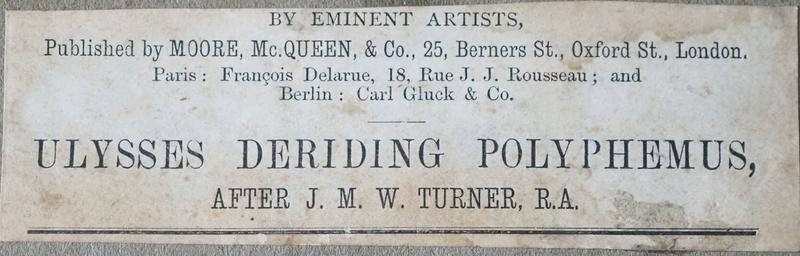 BY EMINENT ARTISTS,
Published by MOORE, Mc.QUEEN, & Co., 25, Berners St., Oxford St., London.
Paris: François Delarue, 18, Rue J. J. Rousseau; and
Berlin: Carl Gluck & Co.
ULYSSES DERIDING POLYPHEMUS,
AFTER J. M. W. TURNER, R.A.